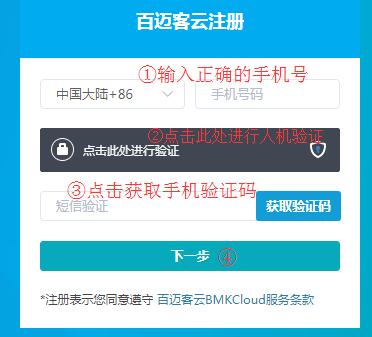 百迈客云注册
①输入正确的手机号
中国大陆+86
手机号码
②点击此处进行人机验证
点击此处进行验证
③点击获取手机验证码
短信验证
获取验证码
下一步 ④
*注册表示您同意遵守 百迈客云BMKCloud服务条款